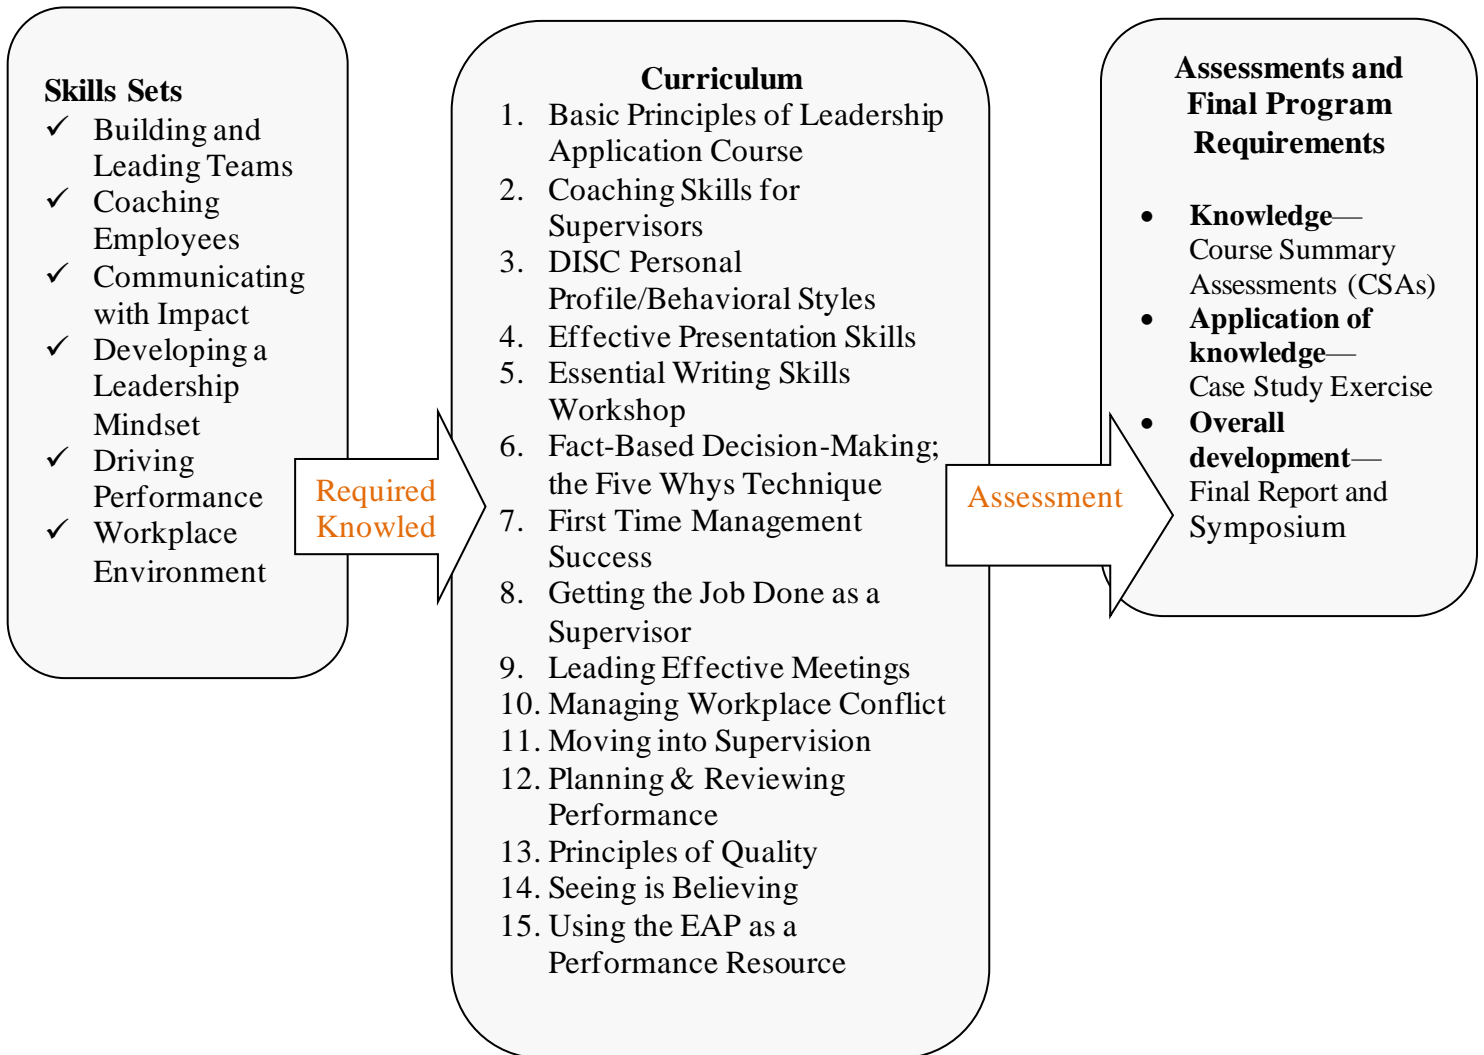 Skills Sets
✓ Building and
Leading Teams
✓ Coaching
Employees
✓ Communicating
with Impact
✓ Developing a
Leadership
Mindset
✓ Driving
Performance
✓ Workplace
Environment
Required
Knowled
Curriculum
1. Basic Principles of Leadership
Application Course
2. Coaching Skills for
Supervisors
3. DISC Personal
Profile/Behavioral Styles
4. Effective Presentation Skills
5. Essential Writing Skills
Workshop
6. Fact-Based Decision-Making;
the Five Whys Technique
7. First Time Management
Success
8. Getting the Job Done as a
Supervisor
9. Leading Effective Meetings
10. Managing Workplace Conflict
11. Moving into Supervision
12. Planning & Reviewing
Performance
13. Principles of Quality
14. Seeing is Believing
15. Using the EAP as a
Performance Resource
Assessment
Assessments and
Final Program
Requirements
• Knowledge—
Course Summary
Assessments (CSAs)
• Application of
knowledge—
Case Study Exercise
• Overall
development—
Final Report and
Symposium